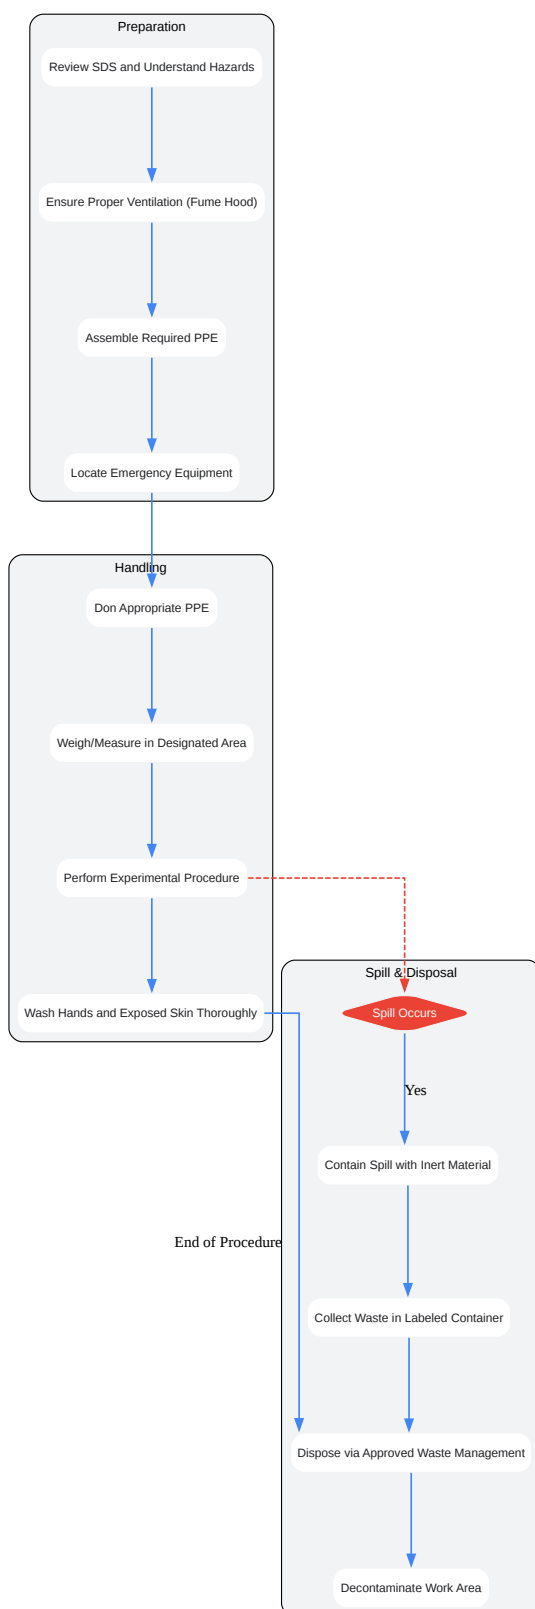 Preparation
Review SDS and Understand Hazards
Ensure Proper Ventilation (Fume Hood)
Assemble Required PPE
Locate Emergency Equipment
Handling
Don Appropriate PPE
Weigh/Measure in Designated Area
Perform Experimental Procedure
Wash Hands and Exposed Skin Thoroughly
Spill & Disposal
Spill Occurs
Yes
Contain Spill with Inert Material
End of Procedure
Collect Waste in Labeled Container
Dispose via Approved Waste Management
Decontaminate Work Area